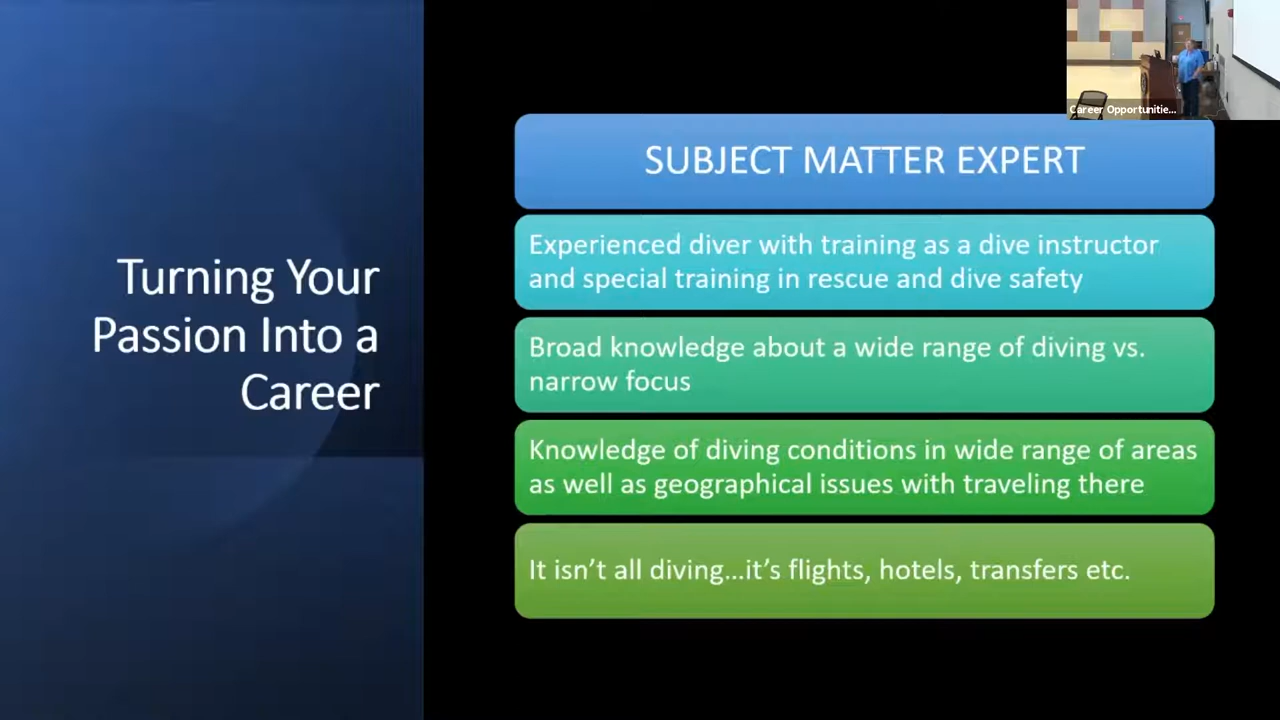 Career Opportunitie...
SUBJECT MATTER EXPERT
Turning Your
Passion Into a
Career
Experienced diver with training as a dive instructor
and special training in rescue and dive safety
Broad knowledge about a wide range of diving vs.
narrow focus
Knowledge of diving conditions in wide range of areas
as well as geographical issues with traveling there
It isn’t all diving…it’s flights, hotels, transfers etc.